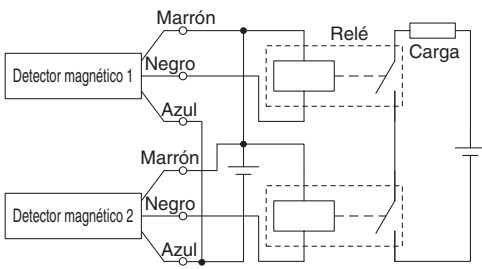 Marrón
Relé
Carga
Detector magnético 1
Negro
Azul
Marrón
Detector magnético 2
Negro
Azul